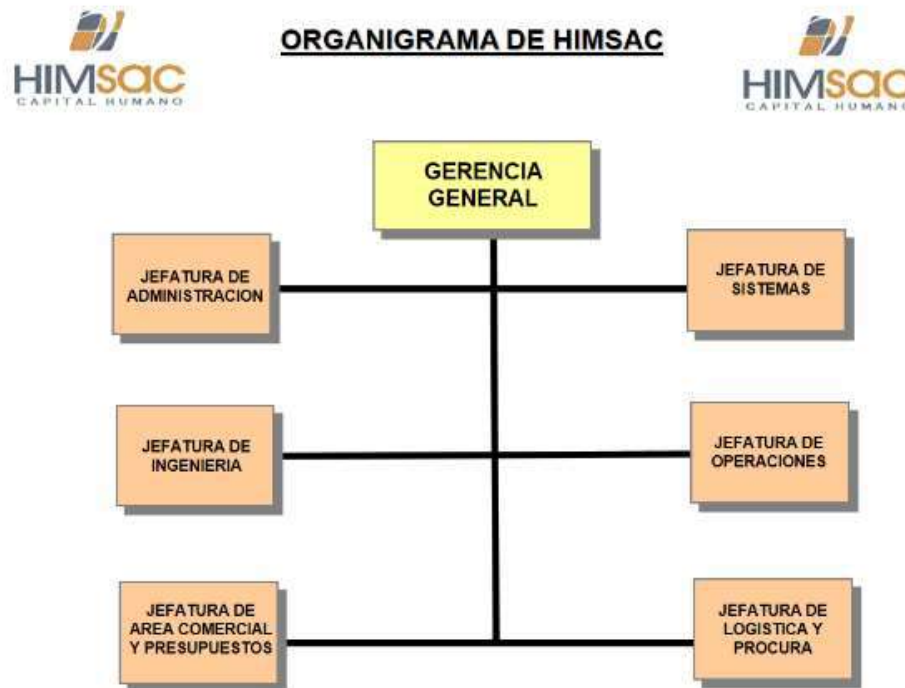 HIMSAC
CAPITAL HUMANO
ORGANIGRAMA DE HIMSAC
HIMSAC
CAPITAL HUMANO
GERENCIA
GENERAL
JEFATURA DE
ADMINISTRACION
JEFATURA DE
SISTEMAS
JEFATURA DE
INGENIERIA
JEFATURA DE
OPERACIONES
JEFATURA DE
AREA COMERCIAL
Y PRESUPUESTOS
JEFATURA DE
LOGISTICA Y
PROCURA